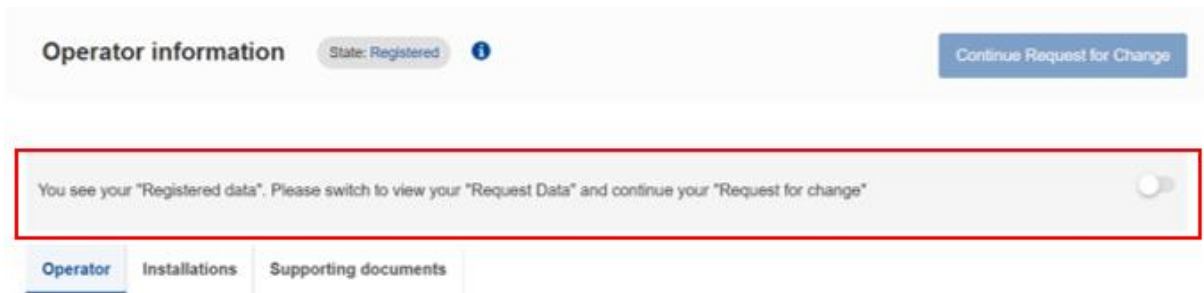 Operator information State: Registered i Continue Request for Change
You see your "Registered data". Please switch to view your "Request Data" and continue your "Request for change"
Operator Installations Supporting documents